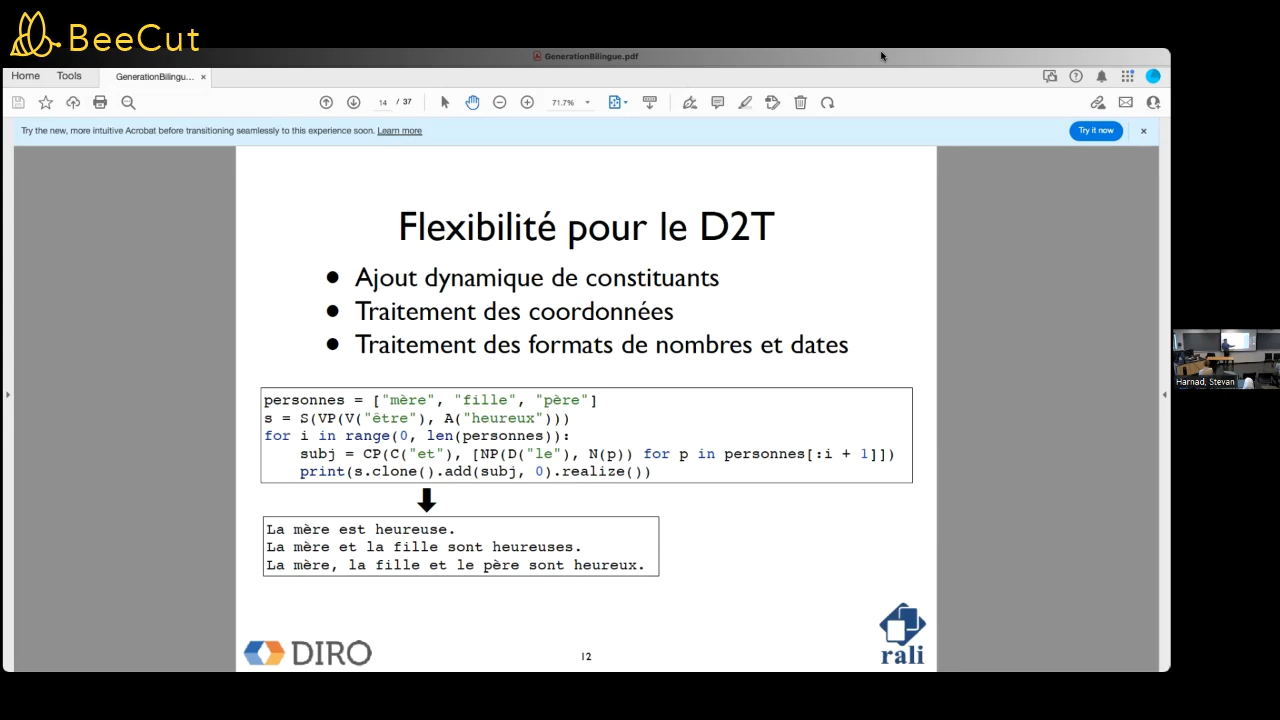 BeeCut
GenerationBilingue.pdf
Home Tools GenerationBilingu... ×
14 / 37 71.7%
Try the new, more intuitive Acrobat before transitioning seamlessly to this experience soon. Learn more Try it now ×
Flexibilité pour le D2T
• Ajout dynamique de constituants
• Traitement des coordonnées
• Traitement des formats de nombres et dates
personnes = ["mère", "fille", "père"]
s = S(VP(V("être"), A("heureux")))
for i in range(0, len(personnes)):
    subj = CP(C("et"), [NP(D("le"), N(p)) for p in personnes[:i + 1]])
    print(s.clone().add(subj, 0).realize())
La mère est heureuse.
La mère et la fille sont heureuses.
La mère, la fille et le père sont heureux.
Harnad, Stevan
DIRO
12
rali